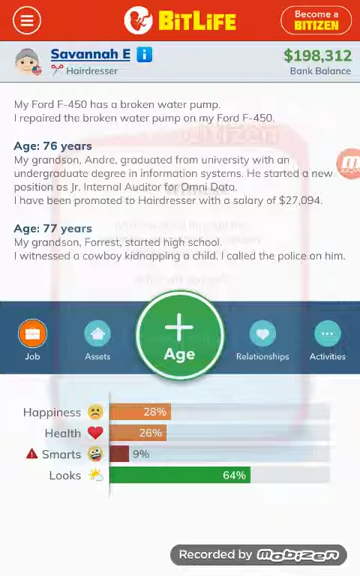 BitLife
Become a
BITIZEN
Savannah E
Hairdresser
$198,312
Bank Balance
My Ford F-450 has a broken water pump.
I repaired the broken water pump on my Ford F-450.
Age: 76 years
My grandson, Andre, graduated from university with an
undergraduate degree in information systems. He started a new
position as Jr. Internal Auditor for Omni Data.
I have been promoted to Hairdresser with a salary of $27,094.
Age: 77 years
My grandson, Forrest, started high school.
I witnessed a cowboy kidnapping a child. I called the police on him.
Job
Assets
Age
Relationships
Activities
Happiness 28%
Health 26%
Smarts 9%
Looks 64%
Recorded by Mobizen